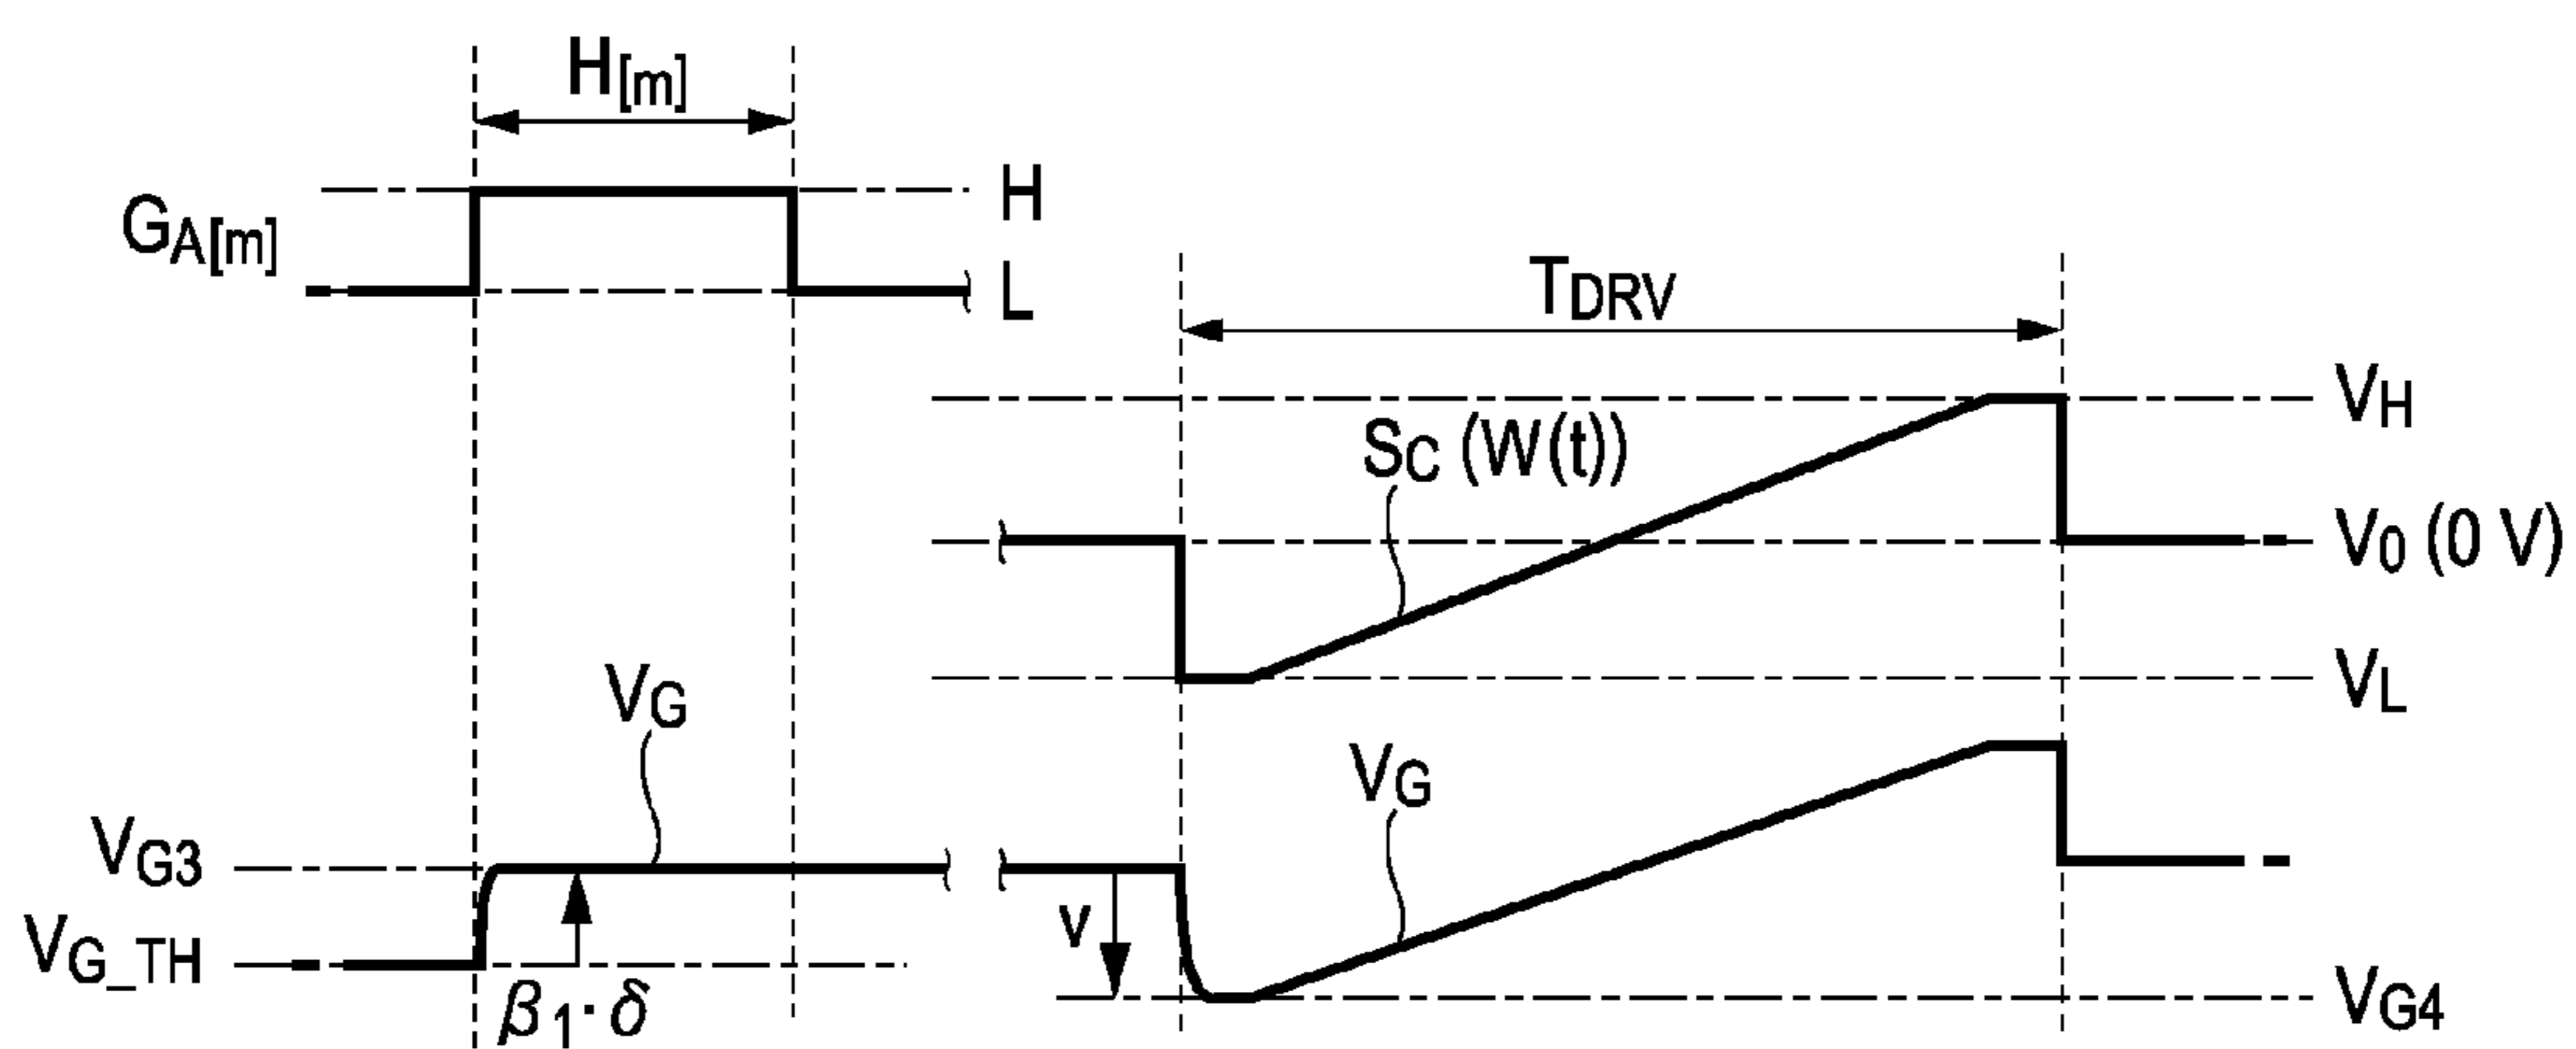 H[m]
GA[m]
H
L
TDRV
VH
SC (W(t))
V0 (0 V)
VL
VG
VG
VG3
v
VG_TH
β1·δ
VG4